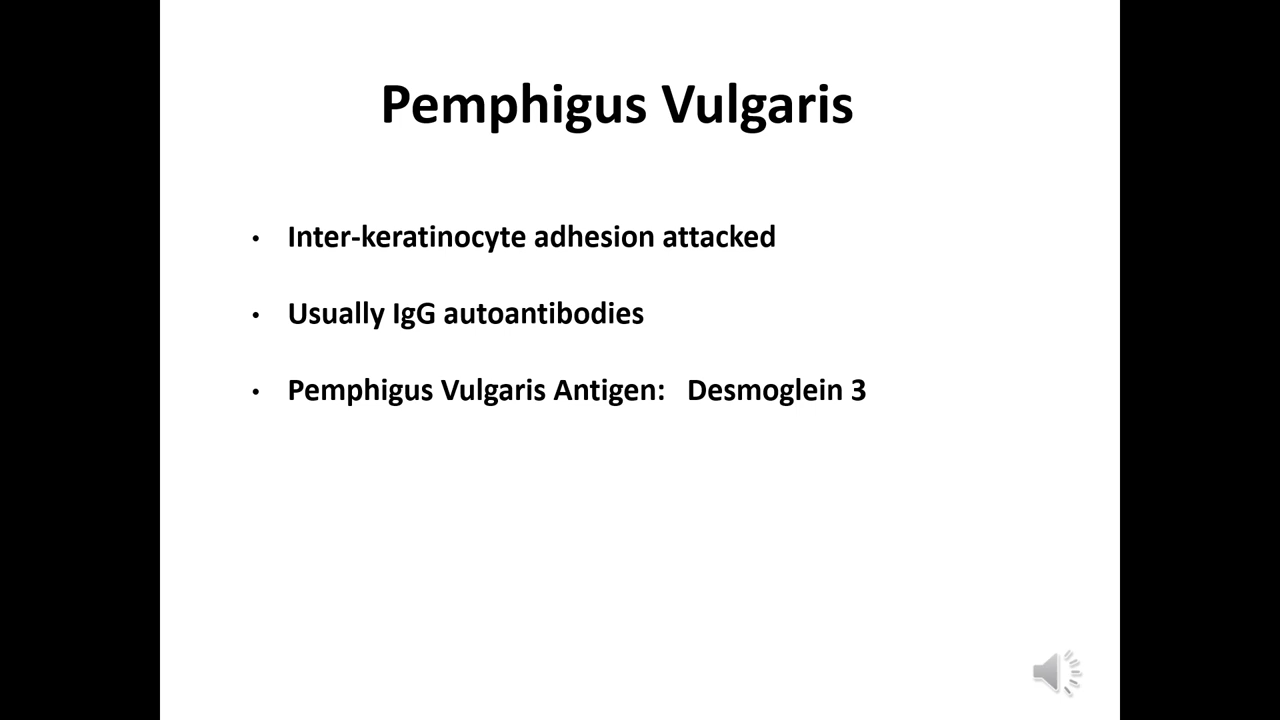 Pemphigus Vulgaris
• Inter-keratinocyte adhesion attacked
• Usually IgG autoantibodies
• Pemphigus Vulgaris Antigen: Desmoglein 3